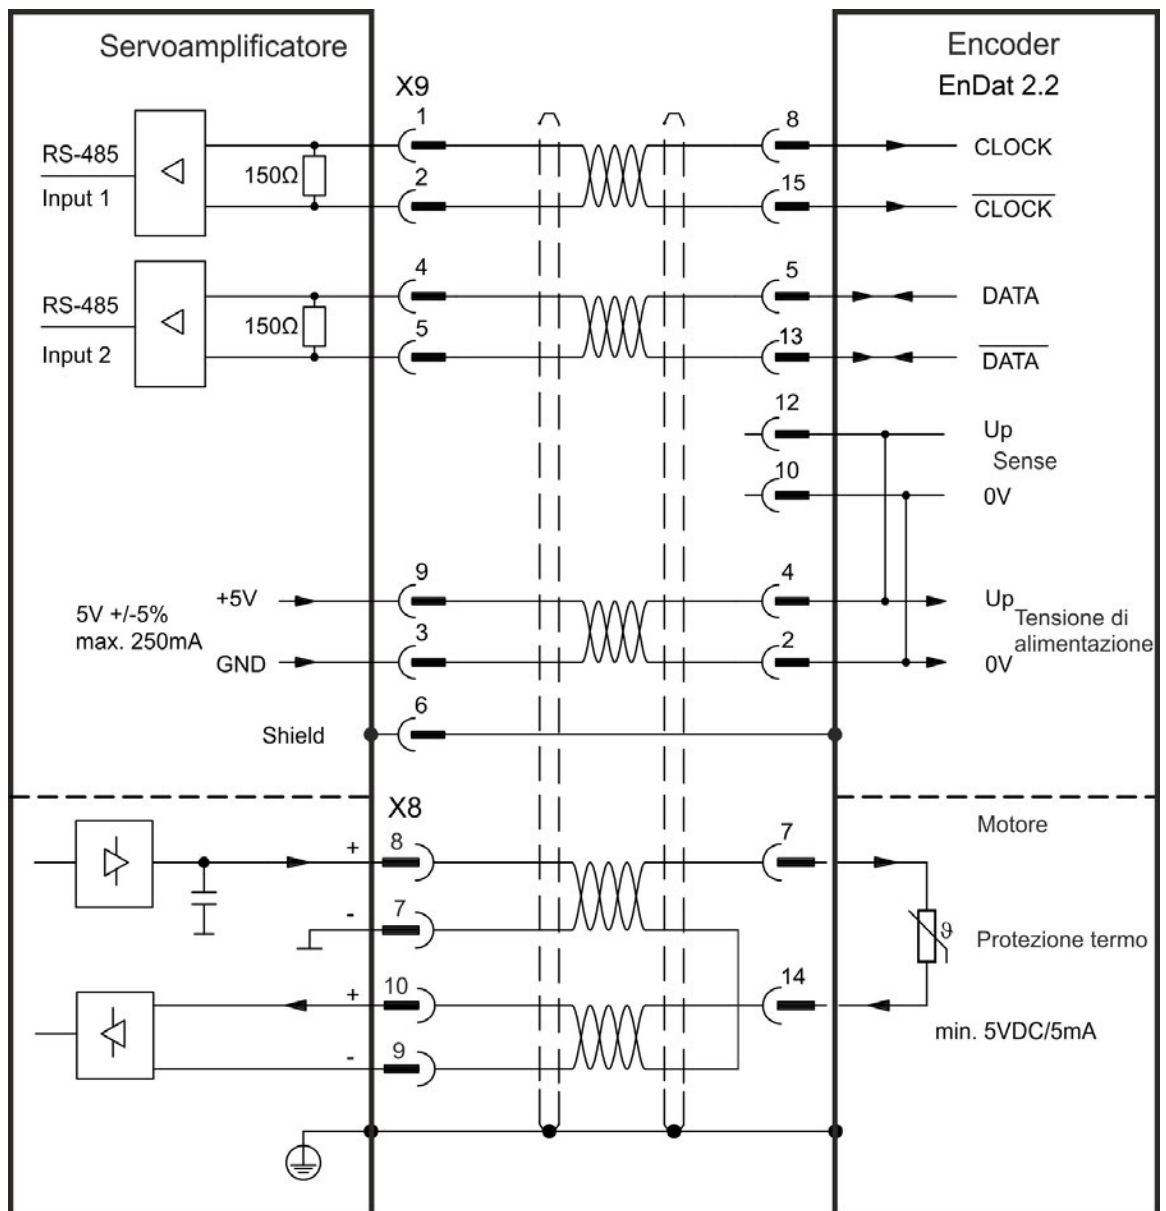 Servoamplificatore
Encoder
EnDat 2.2
X9
1
8
RS-485
150Ω
CLOCK
Input 1
2
15
CLOCK
4
5
RS-485
150Ω
DATA
Input 2
5
13
DATA
12
Up
Sense
10
0V
9
4
5V +/-5%
max. 250mA
+5V
Up
Tensione di
alimentazione
3
2
GND
0V
6
Shield
X8
Motore
8
7
+
7
-
ϑ
Protezione termo
10
14
+
min. 5VDC/5mA
9
-